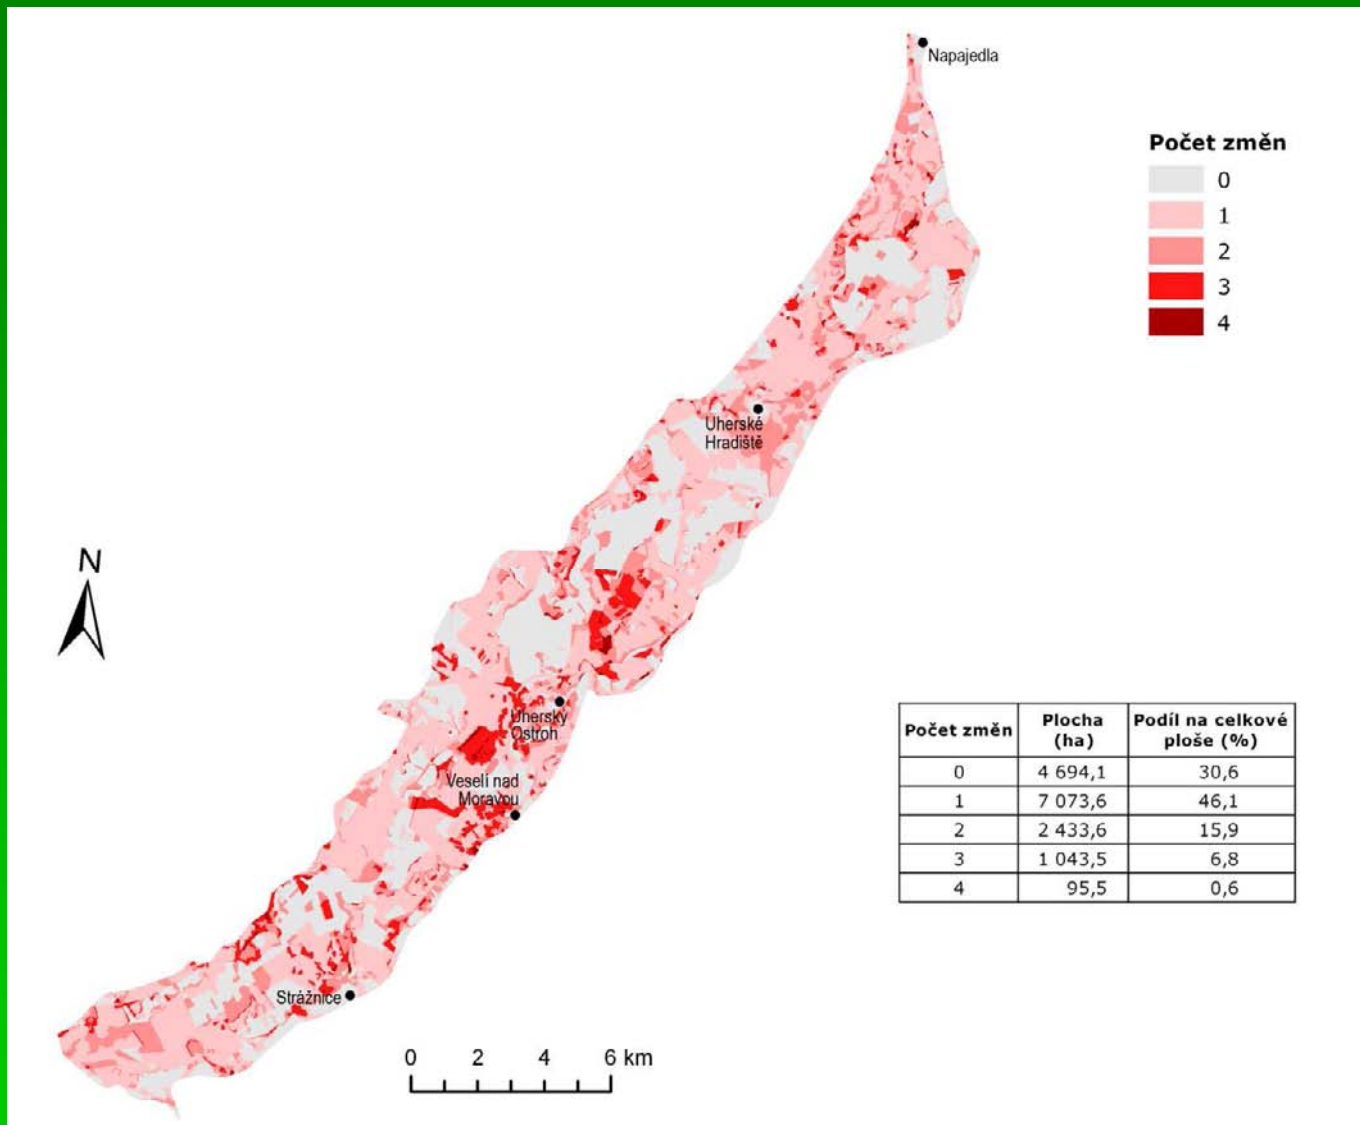 Napajedla
Počet změn
0
1
2
3
4
Uherské
Hradiště
N
Uherský
Ostroh
Veselí nad
Moravou
Strážnice
Počet změn Plocha (ha) Podíl na celkové ploše (%)
0 4 694,1 30,6
1 7 073,6 46,1
2 2 433,6 15,9
3 1 043,5 6,8
4 95,5 0,6
0 2 4 6 km